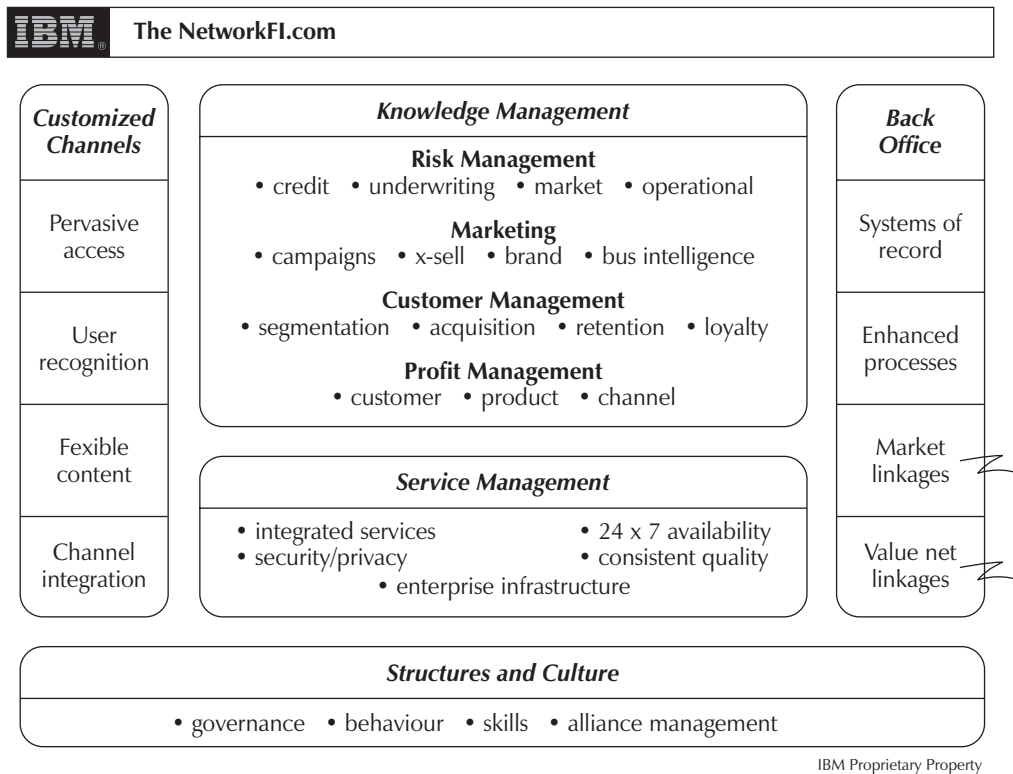 IBM® The NetworkFI.com
Customized
Channels
Pervasive
access
User
recognition
Fexible
content
Channel
integration
Knowledge Management
Risk Management
• credit • underwriting • market • operational
Marketing
• campaigns • x-sell • brand • bus intelligence
Customer Management
• segmentation • acquisition • retention • loyalty
Profit Management
• customer • product • channel
Service Management
• integrated services • 24 x 7 availability
• security/privacy • consistent quality
• enterprise infrastructure
Back
Office
Systems of
record
Enhanced
processes
Market
linkages
Value net
linkages
Structures and Culture
• governance • behaviour • skills • alliance management
IBM Proprietary Property